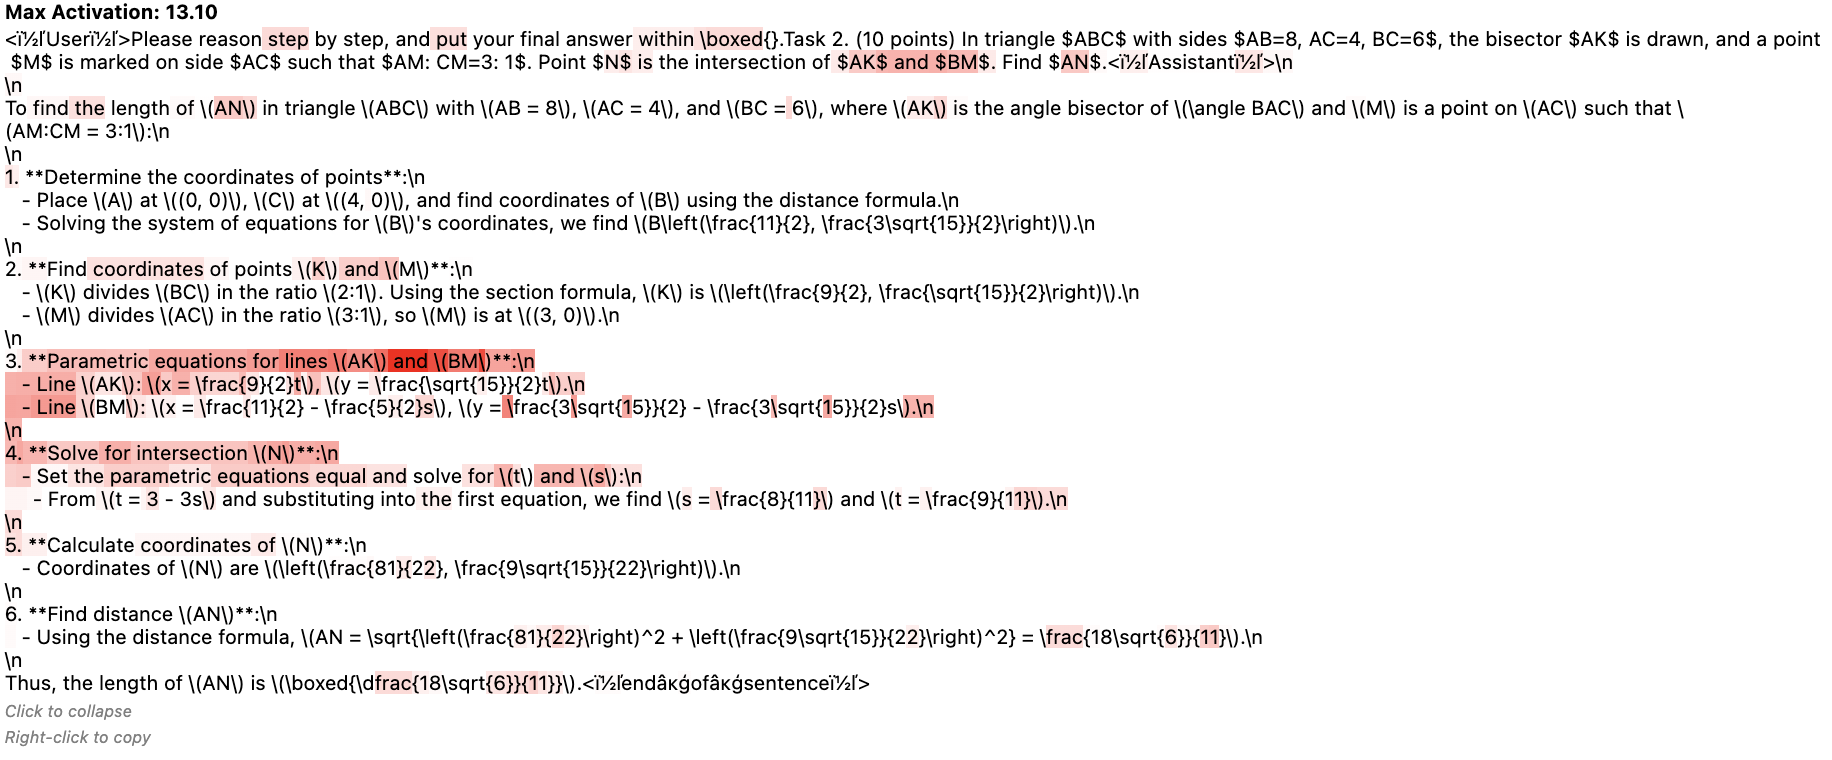 Max Activation: 13.10
<ï½ľUserï½ľ>Please reason step by step, and put your final answer within \boxed{}.Task 2. (10 points) In triangle $ABC$ with sides $AB=8, AC=4, BC=6$, the bisector $AK$ is drawn, and a point
$M$ is marked on side $AC$ such that $AM: CM=3: 1$. Point $N$ is the intersection of $AK$ and $BM$. Find $AN$.<ï½ľAssistantï½ľ>\n
\n
To find the length of \(AN\) in triangle \(ABC\) with \(AB = 8\), \(AC = 4\), and \(BC = 6\), where \(AK\) is the angle bisector of \(\angle BAC\) and \(M\) is a point on \(AC\) such that \
(AM:CM = 3:1\):\n
\n
1. **Determine the coordinates of points**:\n
- Place \(A\) at \((0, 0)\), \(C\) at \((4, 0)\), and find coordinates of \(B\) using the distance formula.\n
- Solving the system of equations for \(B\)'s coordinates, we find \(B\left(\frac{11}{2}, \frac{3\sqrt{15}}{2}\right)\).\n
\n
2. **Find coordinates of points \(K\) and \(M\)**:\n
- \(K\) divides \(BC\) in the ratio \(2:1\). Using the section formula, \(K\) is \(\left(\frac{9}{2}, \frac{\sqrt{15}}{2}\right)\).\n
- \(M\) divides \(AC\) in the ratio \(3:1\), so \(M\) is at \((3, 0)\).\n
\n
3. **Parametric equations for lines \(AK\) and \(BM\)**:\n
- Line \(AK\): \(x = \frac{9}{2}t\), \(y = \frac{\sqrt{15}}{2}t\).\n
- Line \(BM\): \(x = \frac{11}{2} - \frac{5}{2}s\), \(y = \frac{3\sqrt{15}}{2} - \frac{3\sqrt{15}}{2}s\).\n
\n
4. **Solve for intersection \(N\)**:\n
- Set the parametric equations equal and solve for \(t\) and \(s\):\n
- From \(t = 3 - 3s\) and substituting into the first equation, we find \(s = \frac{8}{11}\) and \(t = \frac{9}{11}\).\n
\n
5. **Calculate coordinates of \(N\)**:\n
- Coordinates of \(N\) are \(\left(\frac{81}{22}, \frac{9\sqrt{15}}{22}\right)\).\n
\n
6. **Find distance \(AN\)**:\n
- Using the distance formula, \(AN = \sqrt{\left(\frac{81}{22}\right)^2 + \left(\frac{9\sqrt{15}}{22}\right)^2} = \frac{18\sqrt{6}}{11}\).\n
\n
Thus, the length of \(AN\) is \(\boxed{\dfrac{18\sqrt{6}}{11}}\).<ï½ľendâĸģofâĸģsentenceï½ľ>
Click to collapse
Right-click to copy